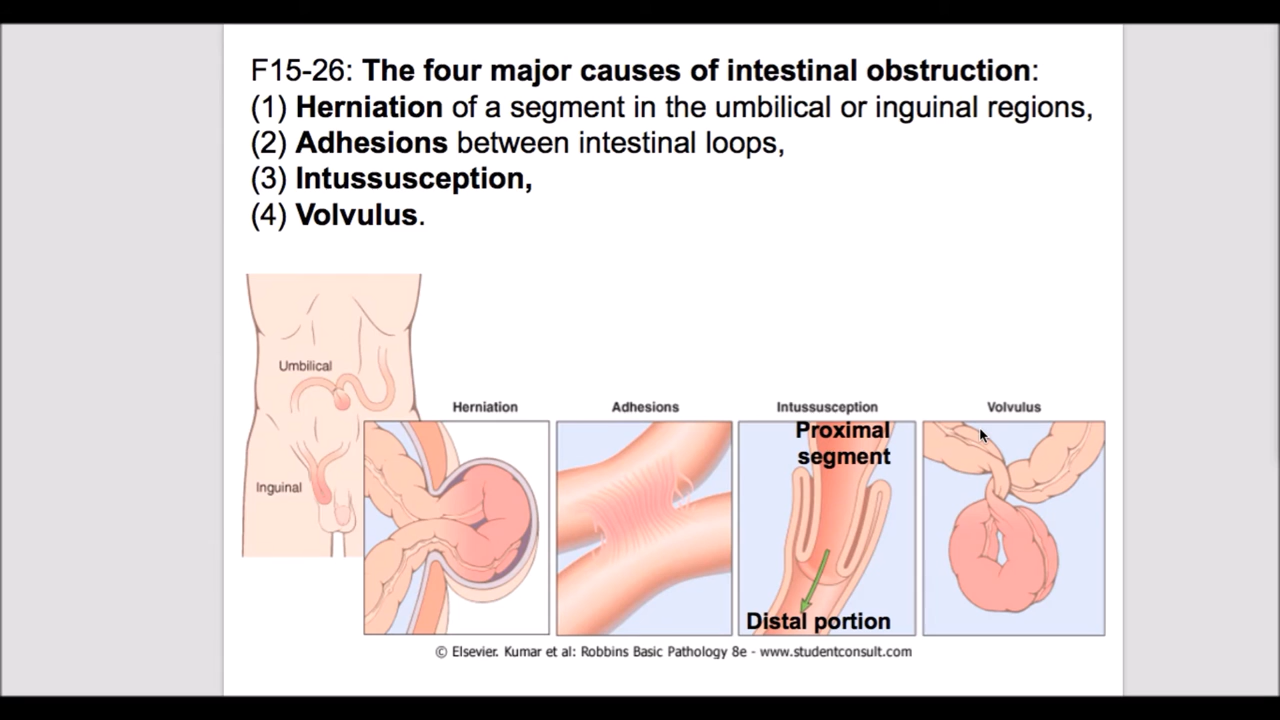 F15-26: The four major causes of intestinal obstruction:
(1) Herniation of a segment in the umbilical or inguinal regions,
(2) Adhesions between intestinal loops,
(3) Intussusception,
(4) Volvulus.
Umbilical
Inguinal
Herniation
Adhesions
Intussusception
Volvulus
Proximal
segment
Distal portion
© Elsevier. Kumar et al: Robbins Basic Pathology 8e - www.studentconsult.com